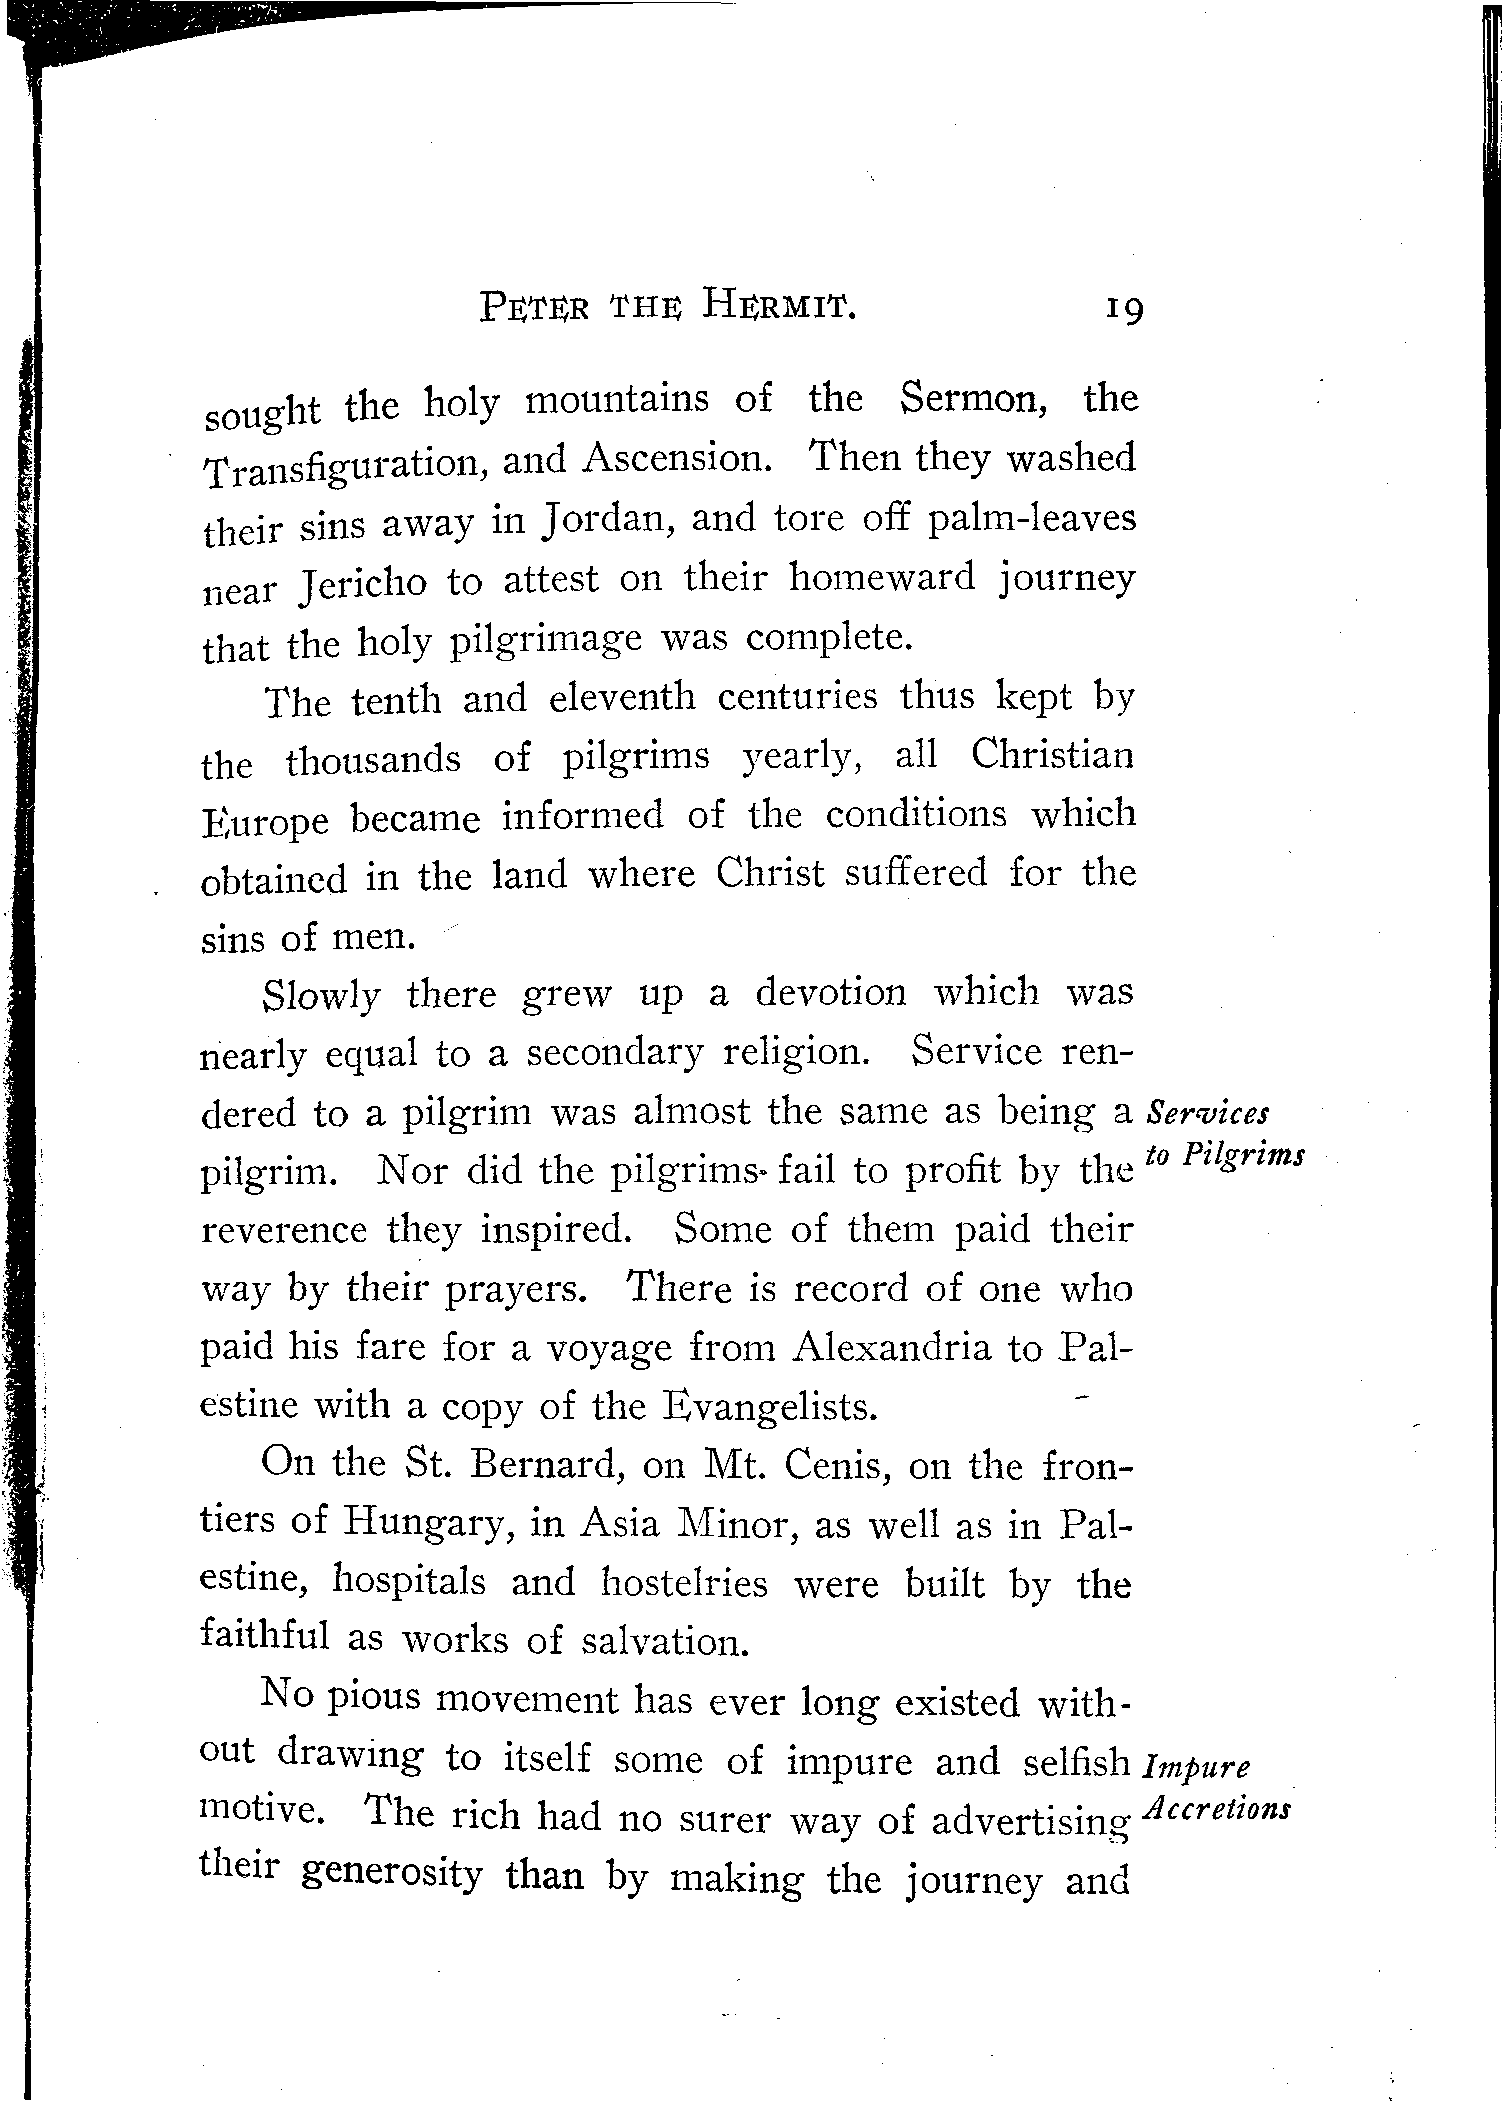 PETER THE HERMIT. 19
sought the holy mountains of the Sermon, the
Transfiguration, and Ascension. Then they washed
their sins away in Jordan, and tore off palm-leaves
near Jericho to attest on their homeward journey
that the holy pilgrimage was complete.
The tenth and eleventh centuries thus kept by
the thousands of pilgrims yearly, all Christian
Europe became informed of the conditions which
obtained in the land where Christ suffered for the
sins of men.
Slowly there grew up a devotion which was
nearly equal to a secondary religion. Service ren-
dered to a pilgrim was almost the same as being a
pilgrim. Nor did the pilgrims fail to profit by the
reverence they inspired. Some of them paid their
way by their prayers. There is record of one who
paid his fare for a voyage from Alexandria to Pal-
estine with a copy of the Evangelists.
Services
to Pilgrims
On the St. Bernard, on Mt. Cenis, on the fron-
tiers of Hungary, in Asia Minor, as well as in Pal-
estine, hospitals and hostelries were built by the
faithful as works of salvation.
No pious movement has ever long existed with-
out drawing to itself some of impure and selfish
motive. The rich had no surer way of advertising
their generosity than by making the journey and
Impure
Accretions